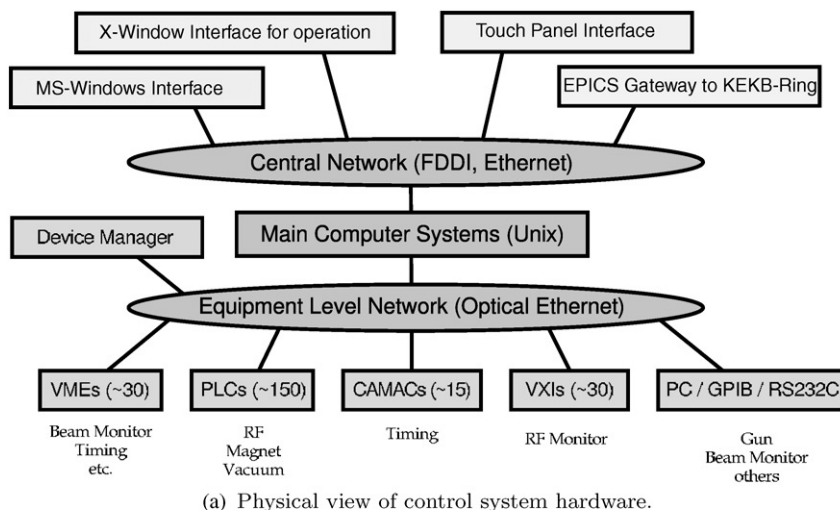 X-Window Interface for operation
Touch Panel Interface
MS-Windows Interface
EPICS Gateway to KEKB-Ring
Central Network (FDDI, Ethernet)
Device Manager
Main Computer Systems (Unix)
Equipment Level Network (Optical Ethernet)
VMEs (~30)
PLCs (~150)
CAMACs (~15)
VXIs (~30)
PC / GPIB / RS232C
Beam Monitor
Timing
etc.
RF
Magnet
Vacuum
Timing
RF Monitor
Gun
Beam Monitor
others
(a) Physical view of control system hardware.